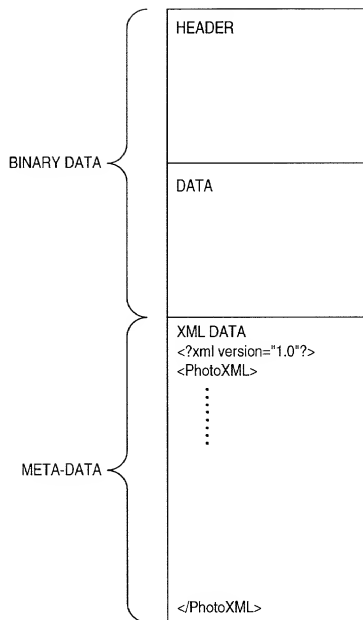 HEADER
BINARY DATA
DATA
XML DATA
<?xml version="1.0"?>
<PhotoXML>
META-DATA
</PhotoXML>